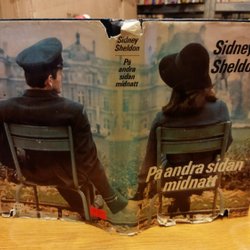 Sidney
Sheldon
På andra
sidan
midnatt
Sidney
Sheldon
På andra sidan
midnatt